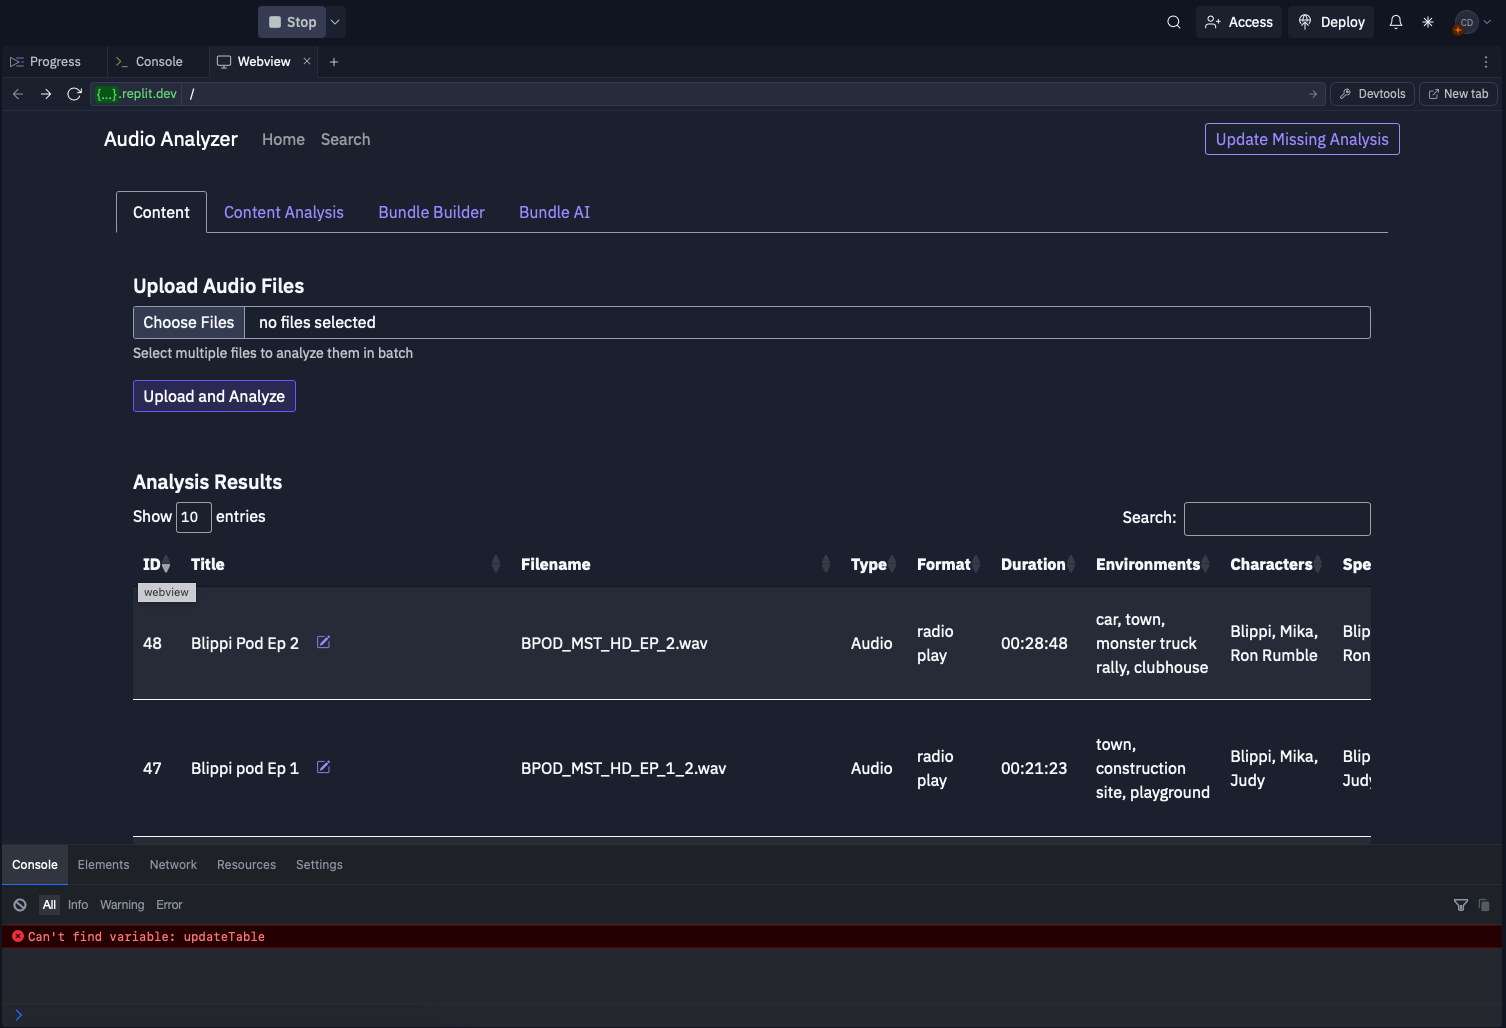 Stop
Access
Deploy
CD
Progress
Console
Webview
{...}.replit.dev /
Devtools
New tab
Audio Analyzer
Home
Search
Update Missing Analysis
Content
Content Analysis
Bundle Builder
Bundle AI
Upload Audio Files
Choose Files no files selected
Select multiple files to analyze them in batch
Upload and Analyze
Analysis Results
Show 10 entries
Search:
ID Title Filename Type Format Duration Environments Characters Spe
webview
48 Blippi Pod Ep 2 BPOD_MST_HD_EP_2.wav Audio radio play 00:28:48 car, town, monster truck rally, clubhouse Blippi, Mika, Ron Rumble Blip Ron
47 Blippi pod Ep 1 BPOD_MST_HD_EP_1_2.wav Audio radio play 00:21:23 town, construction site, playground Blippi, Mika, Judy Blip Judy
Console Elements Network Resources Settings
All Info Warning Error
Can't find variable: updateTable